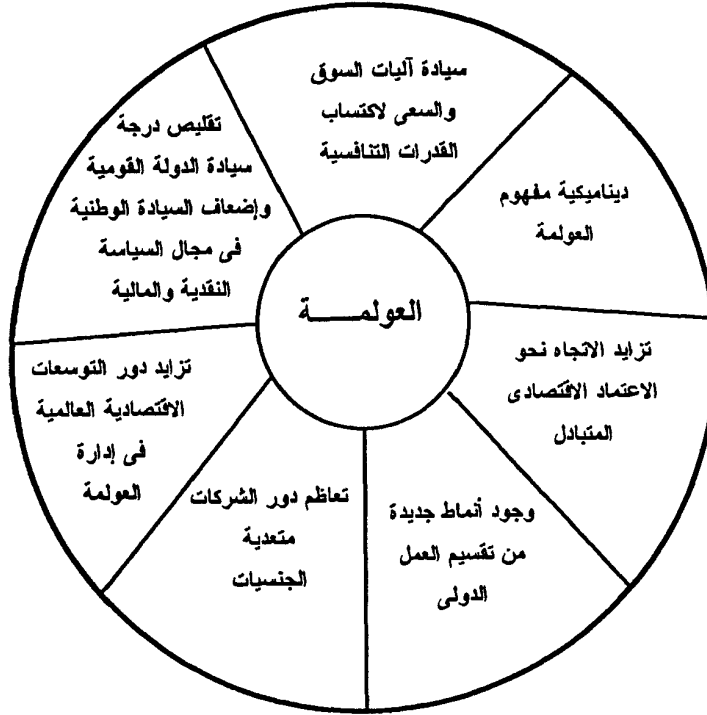 سيادة آليات السوق
والسعى لاكتساب
القدرات التنافسية
ديناميكية مفهوم
العولمة
تزايد الاتجاه نحو
الاعتماد الاقتصادى
المتبادل
وجود أنماط جديدة
من تقسيم العمل
الدولى
تعاظم دور الشركات
متعدية
الجنسيات
تزايد دور التوسعات
الاقتصادية العالمية
فى إدارة
العولمة
تقليص درجة
سيادة الدولة القومية
وإضعاف السيادة الوطنية
فى مجال السياسة
النقدية والمالية
العولمـــــة